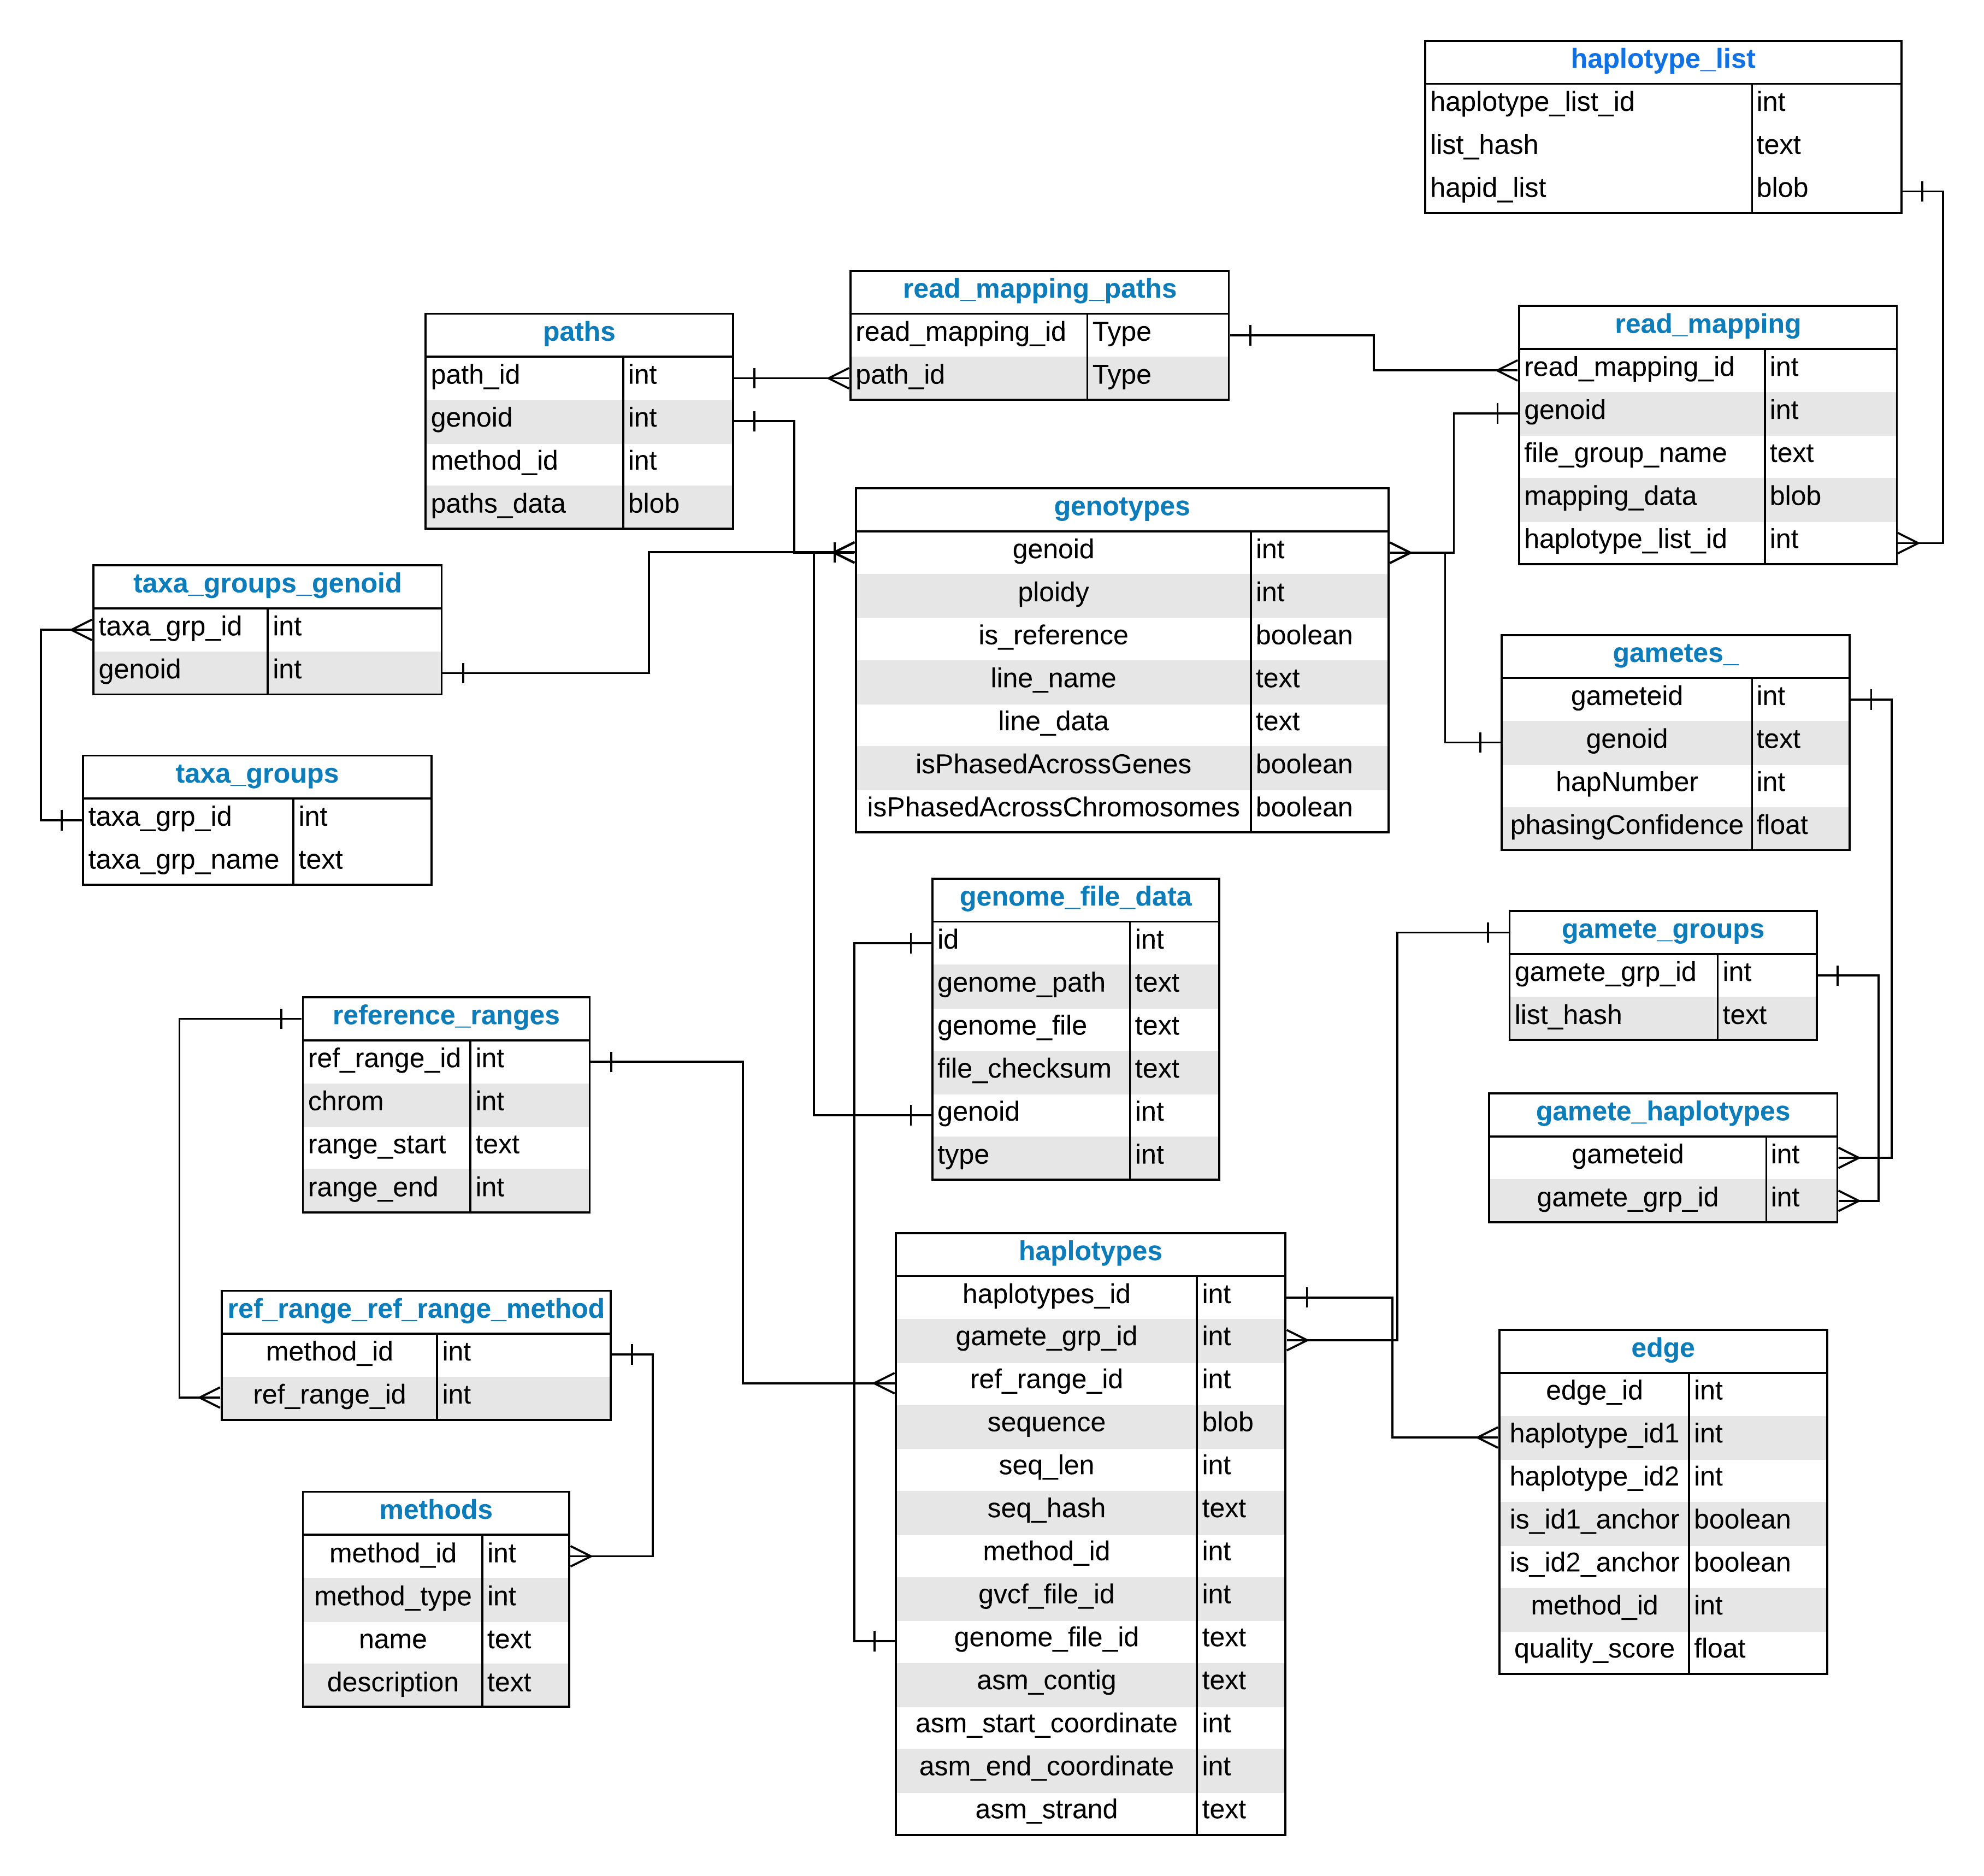 haplotype_list
haplotype_list_id int
list_hash text
hapid_list blob
read_mapping_paths
read_mapping_id Type
path_id Type
paths
path_id int
genoid int
method_id int
paths_data blob
read_mapping
read_mapping_id int
genoid int
file_group_name text
mapping_data blob
haplotype_list_id int
genotypes
genoid int
ploidy int
is_reference boolean
line_name text
line_data text
isPhasedAcrossGenes boolean
isPhasedAcrossChromosomes boolean
taxa_groups_genoid
taxa_grp_id int
genoid int
taxa_groups
taxa_grp_id int
taxa_grp_name text
gametes_
gameteid int
genoid text
hapNumber int
phasingConfidence float
genome_file_data
id int
genome_path text
genome_file text
file_checksum text
genoid int
type int
gamete_groups
gamete_grp_id int
list_hash text
reference_ranges
ref_range_id int
chrom int
range_start text
range_end int
gamete_haplotypes
gameteid int
gamete_grp_id int
haplotypes
haplotypes_id int
gamete_grp_id int
ref_range_id int
sequence blob
seq_len int
seq_hash text
method_id int
gvcf_file_id int
genome_file_id text
asm_contig text
asm_start_coordinate int
asm_end_coordinate int
asm_strand text
ref_range_ref_range_method
method_id int
ref_range_id int
edge
edge_id int
haplotype_id1 int
haplotype_id2 int
is_id1_anchor boolean
is_id2_anchor boolean
method_id int
quality_score float
methods
method_id int
method_type int
name text
description text